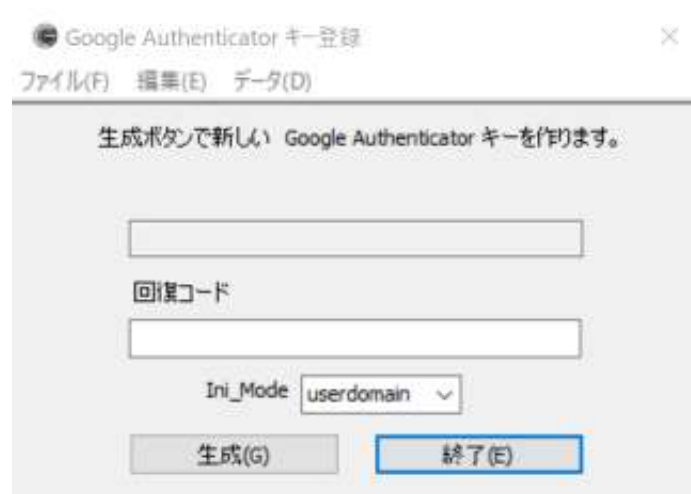 Google Authenticator キー登録
ファイル(F) 編集(E) データ(D)
生成ボタンで新しい Google Authenticator キーを作ります。
回復コード
Ini_Mode userdomain
生成(G) 終了(E)